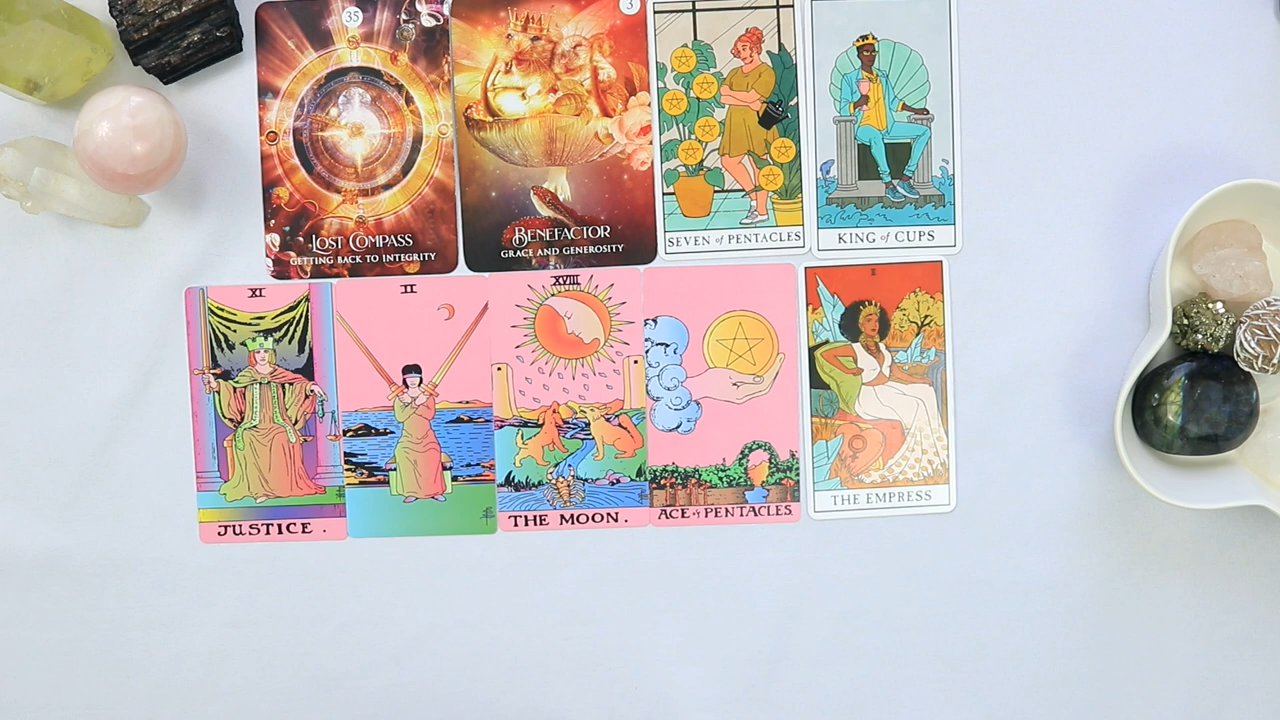 35
LOST COMPASS
GETTING BACK TO INTEGRITY
3
BENEFACTOR
GRACE AND GENEROSITY
SEVEN of PENTACLES
KING of CUPS
XI
JUSTICE.
II
XVIII
THE MOON.
ACE of PENTACLES.
THE EMPRESS